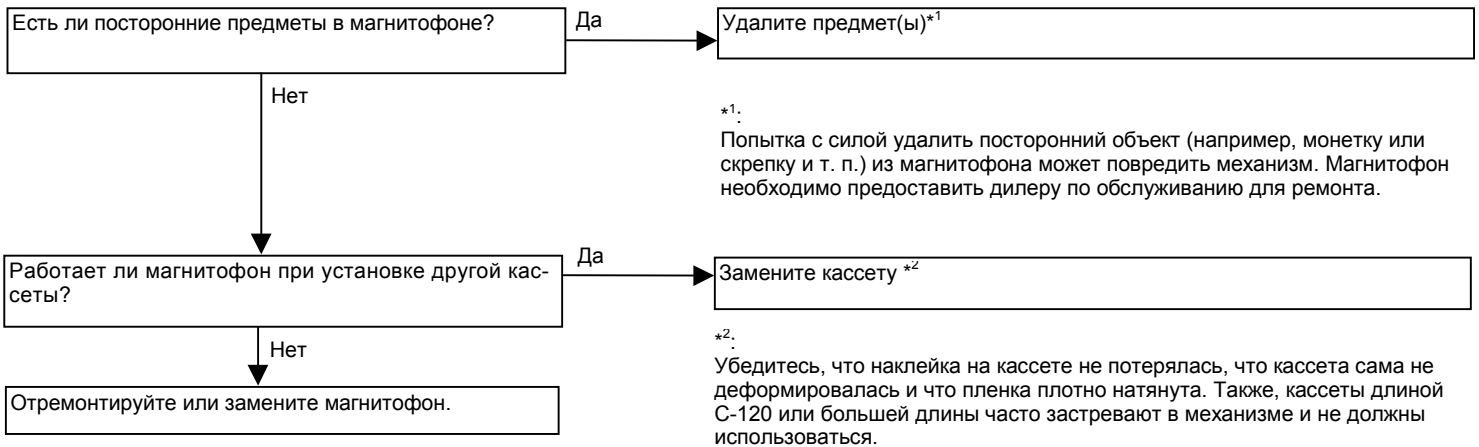 Есть ли посторонние предметы в магнитофоне?
Да
Удалите предмет(ы)*1
Нет
*1:
Попытка с силой удалить посторонний объект (например, монетку или
скрепку и т. п.) из магнитофона может повредить механизм. Магнитофон
необходимо предоставить дилеру по обслуживанию для ремонта.
Работает ли магнитофон при установке другой кас-
сеты?
Да
Замените кассету *2
Нет
*2:
Убедитесь, что наклейка на кассете не потерялась, что кассета сама не
деформировалась и что пленка плотно натянута. Также, кассеты длиной
С-120 или большей длины часто застревают в механизме и не должны
использоваться.
Отремонтируйте или замените магнитофон.